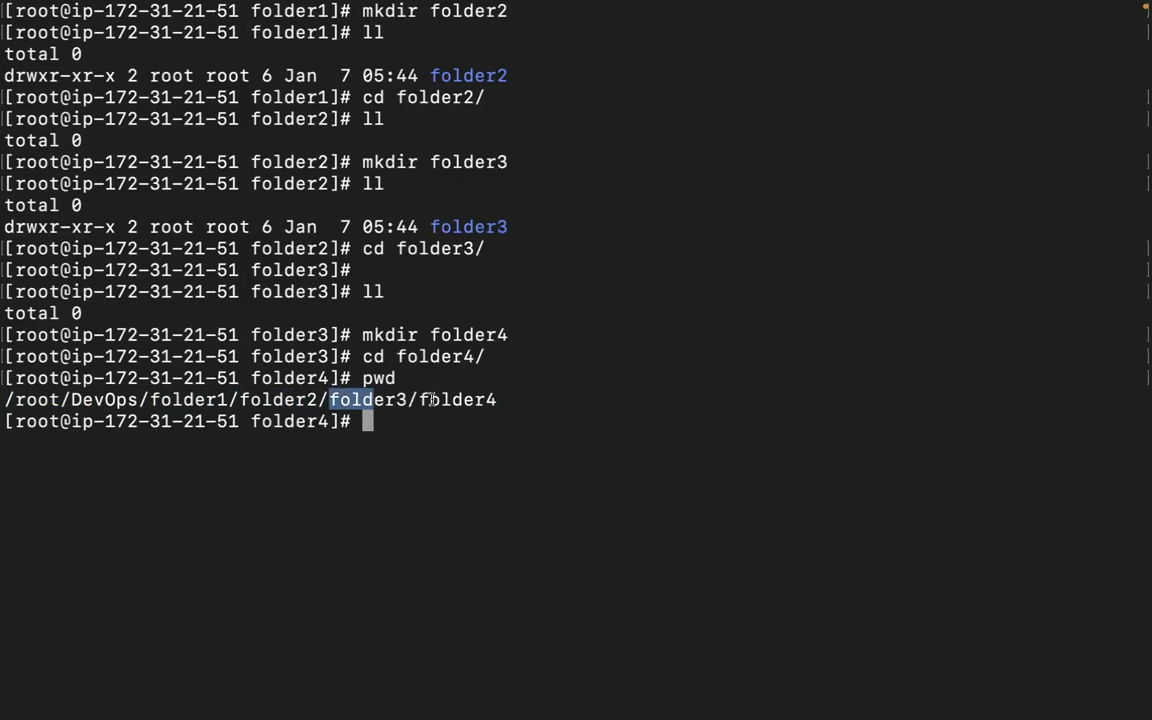 [root@ip-172-31-21-51 folder1]# mkdir folder2
[root@ip-172-31-21-51 folder1]# ll
total 0
drwxr-xr-x 2 root root 6 Jan  7 05:44 folder2
[root@ip-172-31-21-51 folder1]# cd folder2/
[root@ip-172-31-21-51 folder2]# ll
total 0
[root@ip-172-31-21-51 folder2]# mkdir folder3
[root@ip-172-31-21-51 folder2]# ll
total 0
drwxr-xr-x 2 root root 6 Jan  7 05:44 folder3
[root@ip-172-31-21-51 folder2]# cd folder3/
[root@ip-172-31-21-51 folder3]#
[root@ip-172-31-21-51 folder3]# ll
total 0
[root@ip-172-31-21-51 folder3]# mkdir folder4
[root@ip-172-31-21-51 folder3]# cd folder4/
[root@ip-172-31-21-51 folder4]# pwd
/root/DevOps/folder1/folder2/folder3/folder4
[root@ip-172-31-21-51 folder4]#